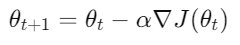 θ_{t+1} = θ_t − α∇J(θ_t)